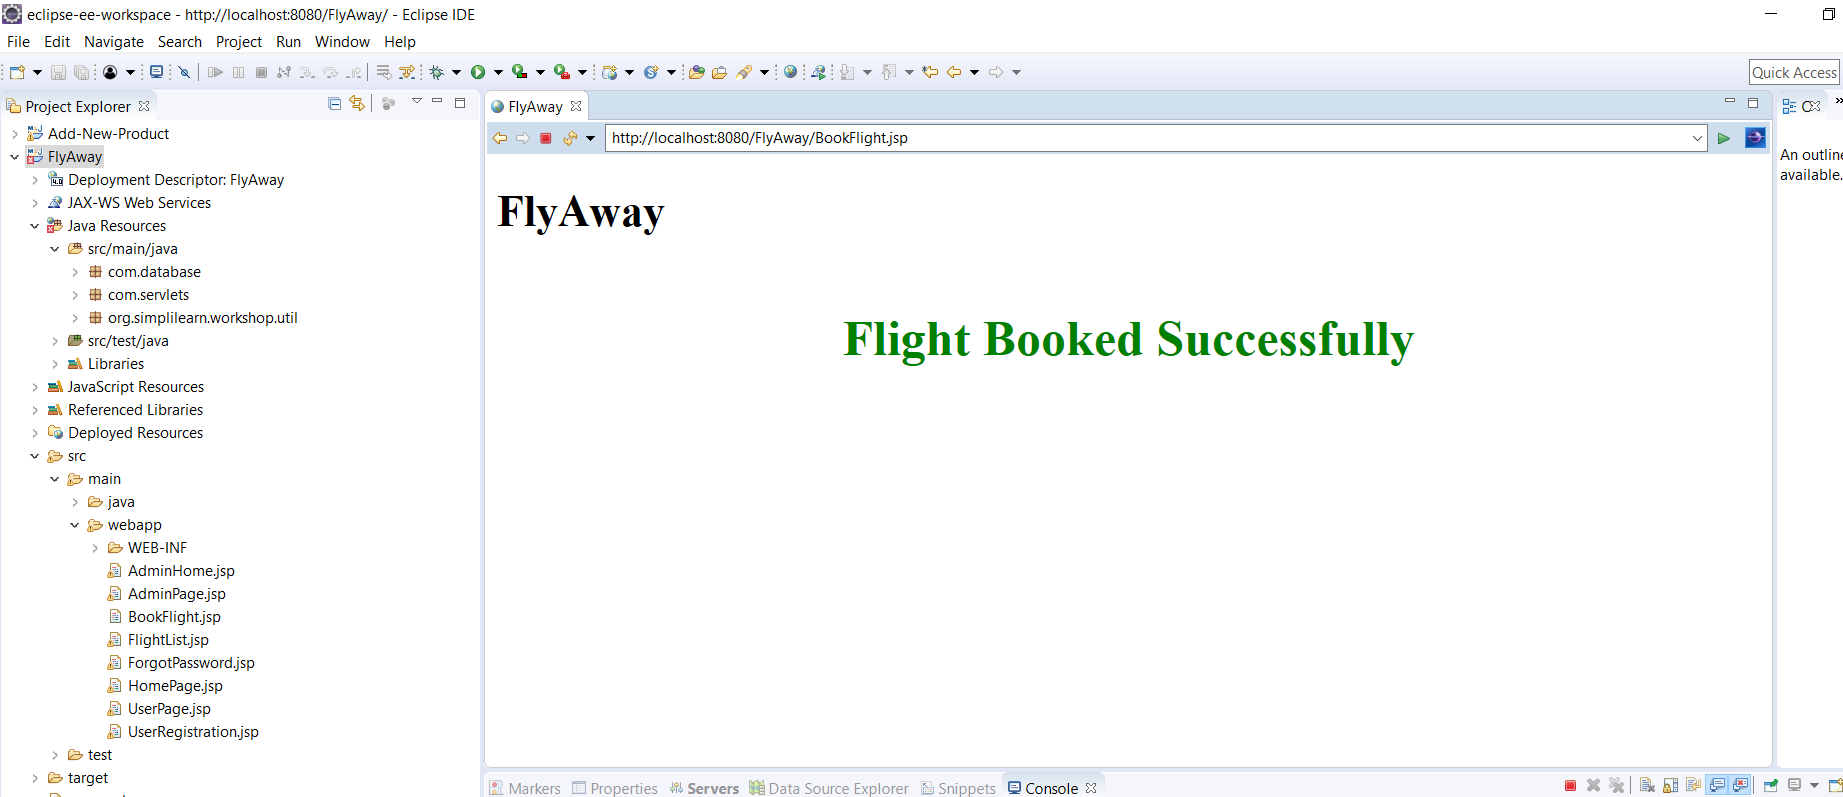 eclipse-ee-workspace - http://localhost:8080/FlyAway/ - Eclipse IDE
File Edit Navigate Search Project Run Window Help
Quick Access
Project Explorer
Add-New-Product
FlyAway
Deployment Descriptor: FlyAway
JAX-WS Web Services
Java Resources
src/main/java
com.database
com.servlets
org.simplilearn.workshop.util
src/test/java
Libraries
JavaScript Resources
Referenced Libraries
Deployed Resources
src
main
java
webapp
WEB-INF
AdminHome.jsp
AdminPage.jsp
BookFlight.jsp
FlightList.jsp
ForgotPassword.jsp
HomePage.jsp
UserPage.jsp
UserRegistration.jsp
test
target
FlyAway
http://localhost:8080/FlyAway/BookFlight.jsp
FlyAway
Flight Booked Successfully
An outline
available.
Markers Properties Servers Data Source Explorer Snippets Console